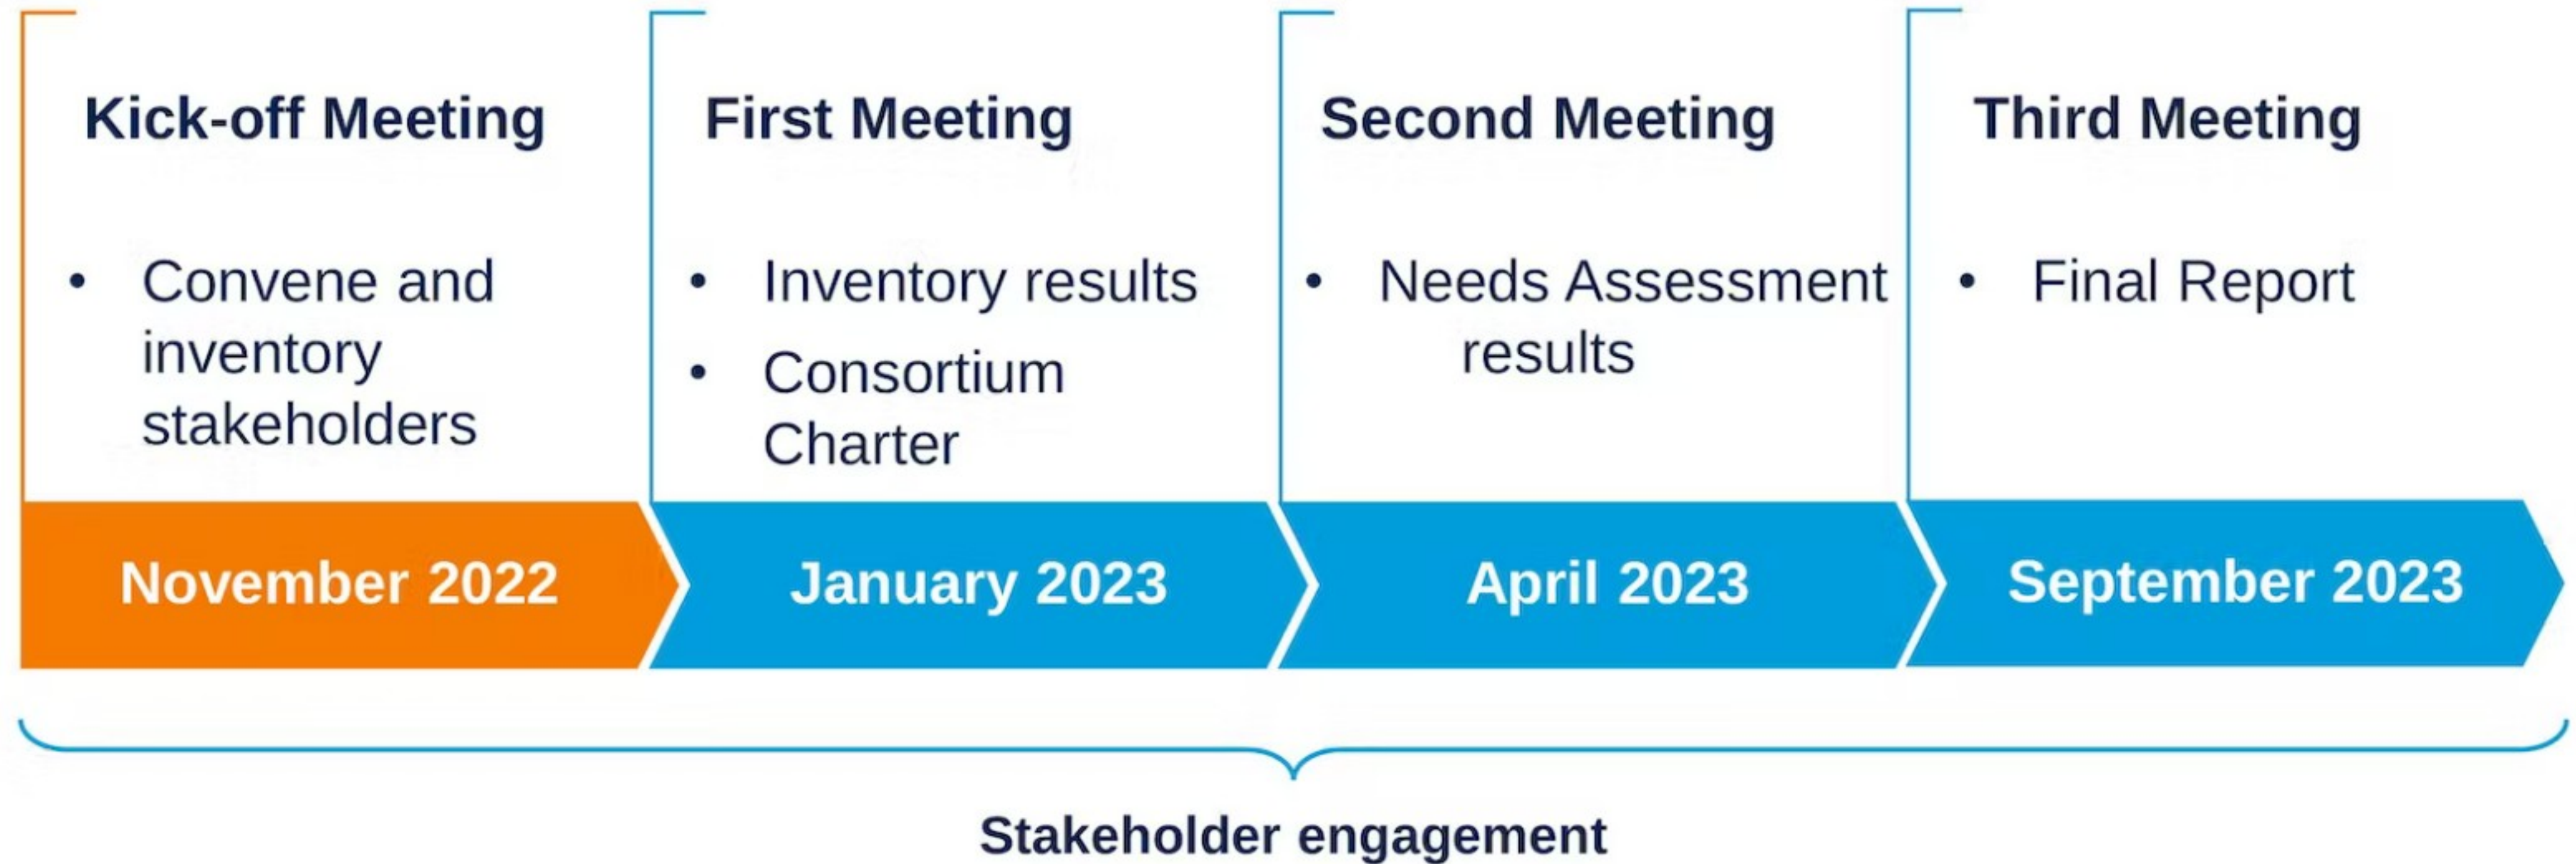 Kick-off Meeting
• Convene and
inventory
stakeholders
November 2022
First Meeting
• Inventory results
• Consortium
Charter
January 2023
Second Meeting
• Needs Assessment
results
April 2023
Third Meeting
• Final Report
September 2023
Stakeholder engagement